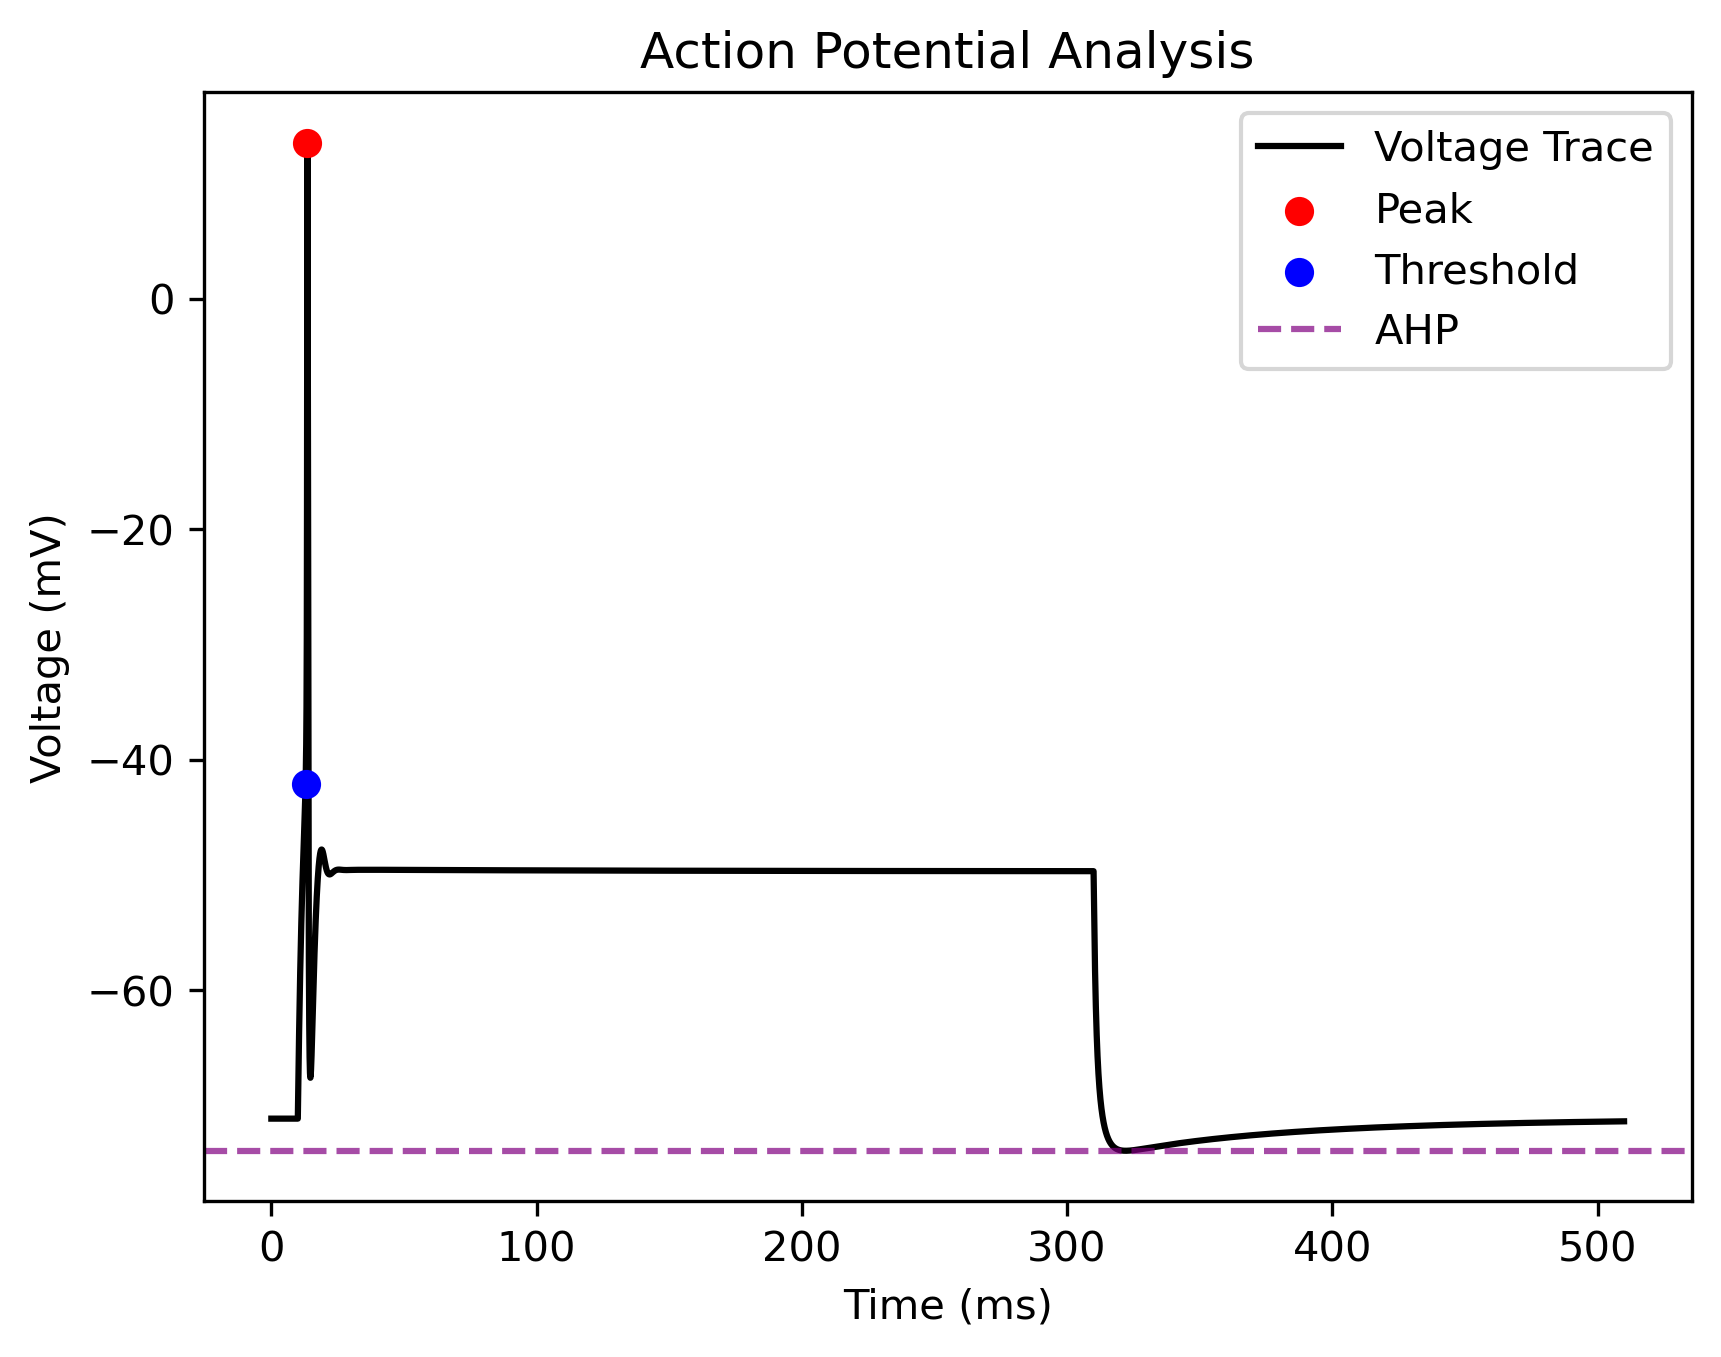 Action Potential Analysis
Voltage Trace
Peak
Threshold
AHP
Voltage (mV)
0
−20
−40
−60
0 100 200 300 400 500
Time (ms)